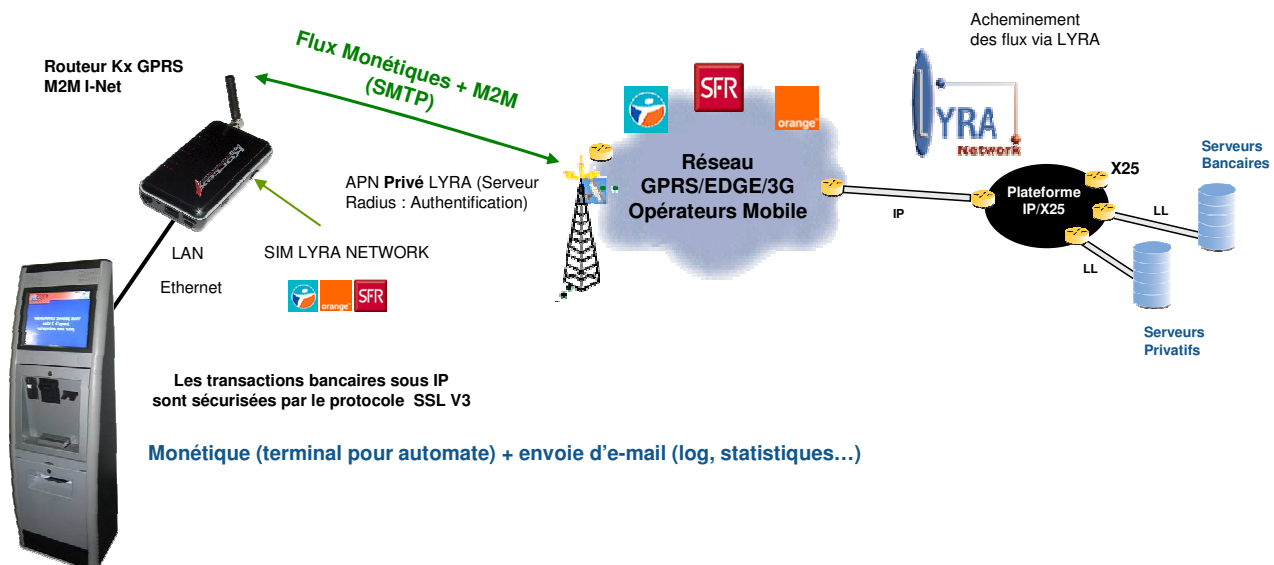 Routeur Kx GPRS
M2M I-Net
Flux Monétiques + M2M
(SMTP)
Acheminement
des flux via LYRA
SFR
orange
LYRA
Network
Réseau
GPRS/EDGE/3G
Opérateurs Mobile
APN Privé LYRA (Serveur
Radius : Authentification)
IP
Plateforme
IP/X25
X25
LL
LL
Serveurs
Bancaires
Serveurs
Privatifs
LAN
Ethernet
SIM LYRA NETWORK
orange
SFR
Les transactions bancaires sous IP
sont sécurisées par le protocole SSL V3
Monétique (terminal pour automate) + envoie d'e-mail (log, statistiques…)